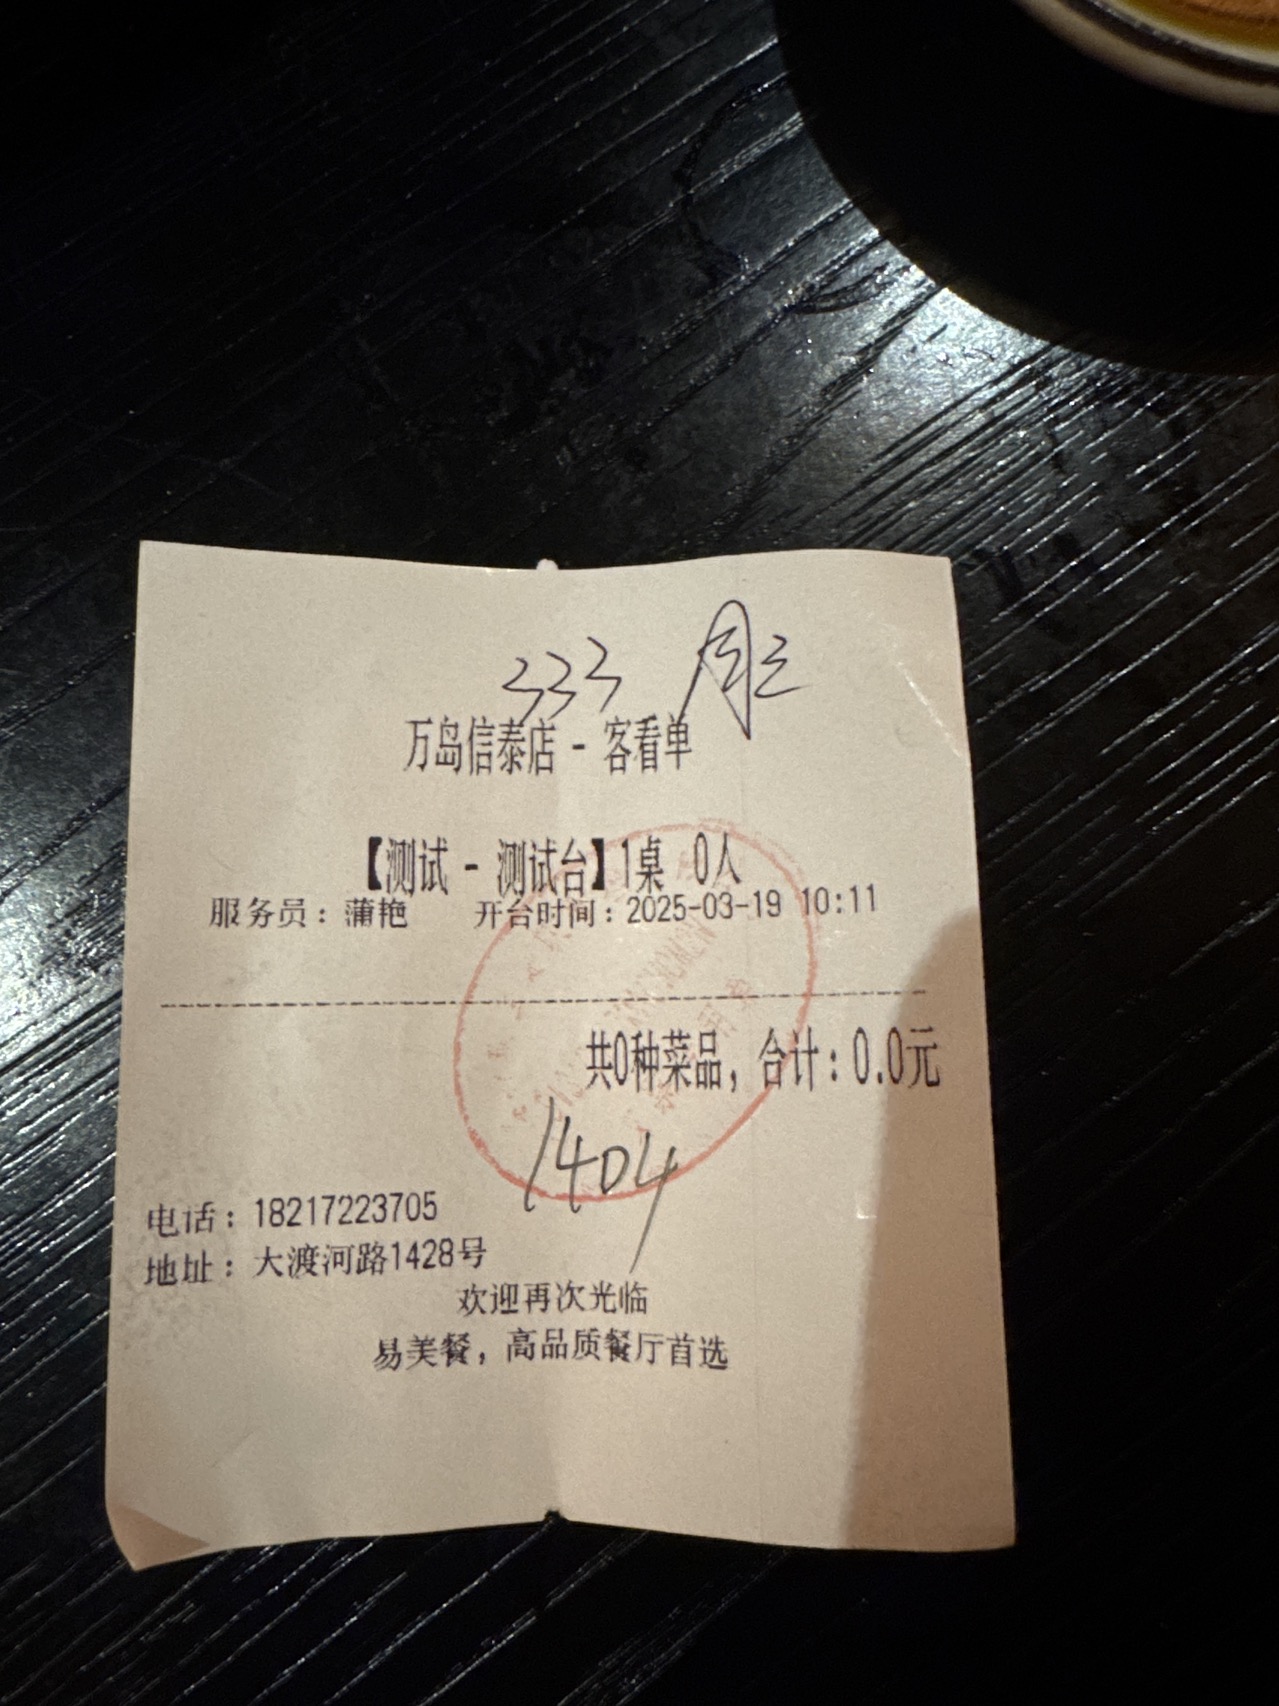 333
万岛信泰店 - 客看单
【测试 - 测试台】1桌 0人
服务员：蒲艳 开台时间：2025-03-19 10:11
共0种菜品，合计：0.0元
1404
电话：18217223705
地址：大渡河路1428号
欢迎再次光临
易美餐，高品质餐厅首选